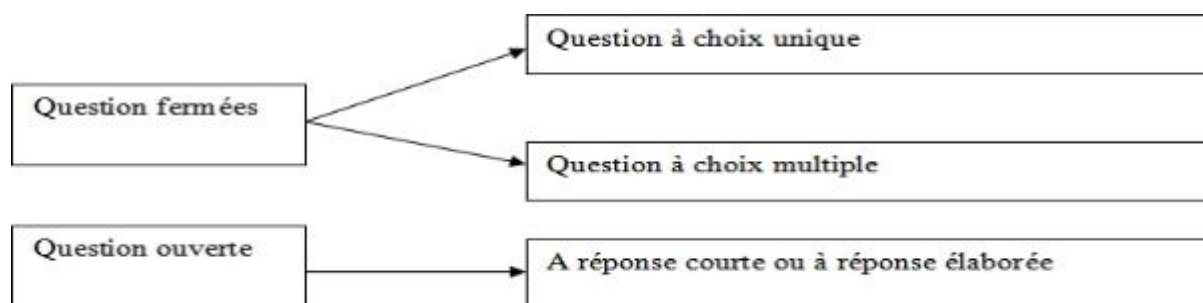 Question à choix unique
Question fermées
Question à choix multiple
Question ouverte
A réponse courte ou à réponse élaborée